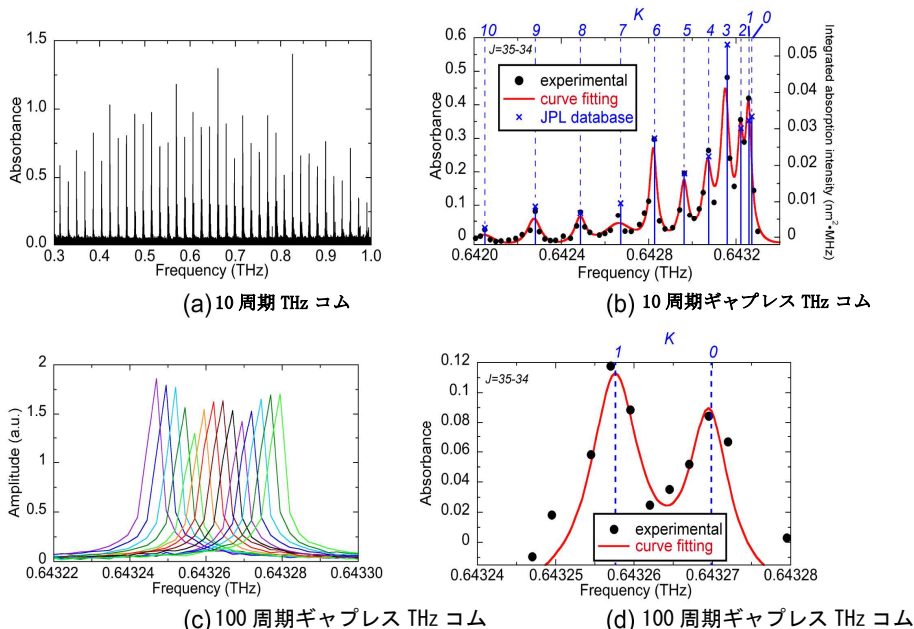 1.5
1.0
0.5
0.0
Absorbance
0.3 0.4 0.5 0.6 0.7 0.8 0.9 1.0
Frequency (THz)
(a) 10 周期 THz コム
K
10 9 8 7 6 5 4 3 2 1 0
J=35-34
experimental
curve fitting
JPL database
0.6
0.5
0.4
0.3
0.2
0.1
0
Absorbance
0.05
0.04
0.03
0.02
0.01
0
Integrated absorption intensity (nm²•MHz)
0.6420 0.6424 0.6428 0.6432
Frequency (THz)
(b) 10 周期ギャプレス THz コム
2
1.5
1
0.5
0
Amplitude (a.u.)
0.64322 0.64324 0.64326 0.64328 0.64330
Frequency (THz)
(c) 100 周期ギャプレス THz コム
K
1 0
J=35-34
0.12
0.10
0.08
0.06
0.04
0.02
0
Absorbance
experimental
curve fitting
0.64324 0.64325 0.64326 0.64327 0.64328
Frequency (THz)
(d) 100 周期ギャプレス THz コム